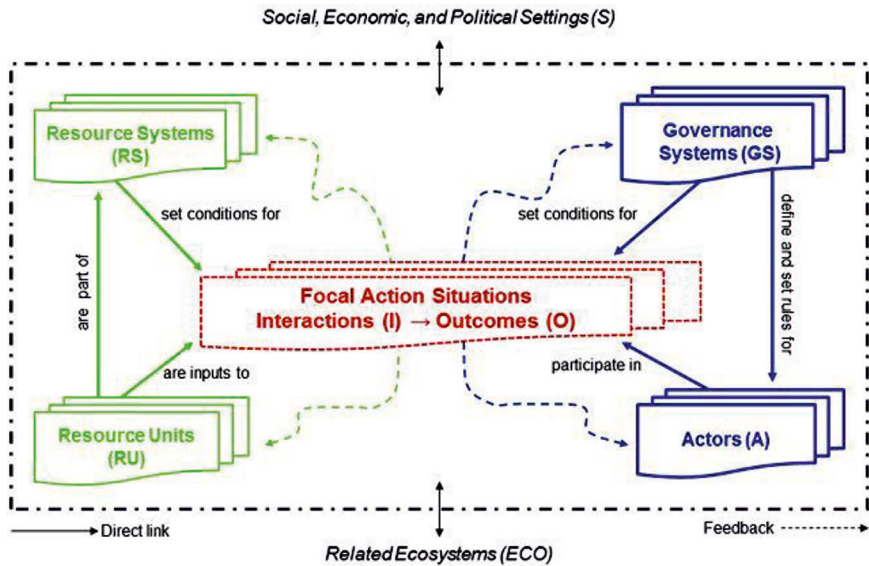 Social, Economic, and Political Settings (S)
Resource Systems
(RS)
Governance
Systems (GS)
set conditions for
set conditions for
are part of
define and set rules for
Focal Action Situations
Interactions (I) → Outcomes (O)
are inputs to
participate in
Resource Units
(RU)
Actors (A)
Direct link
Feedback
Related Ecosystems (ECO)